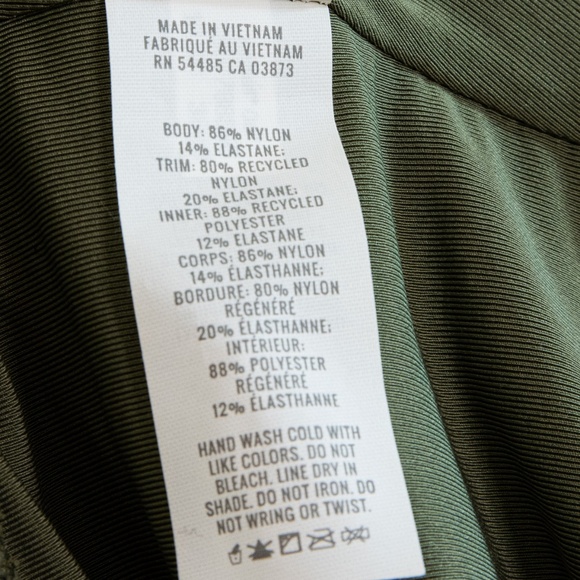 MADE IN VIETNAM
FABRIQUÉ AU VIETNAM
RN 54485 CA 03873
BODY: 86% NYLON
14% ELASTANE;
TRIM: 80% RECYCLED
NYLON
20% ELASTANE;
INNER: 88% RECYCLED
POLYESTER
12% ELASTANE
CORPS: 86% NYLON
14% ÉLASTHANNE;
BORDURE: 80% NYLON
RÉGÉNÉRÉ
20% ÉLASTHANNE;
INTÉRIEUR:
88% POLYESTER
RÉGÉNÉRÉ
12% ÉLASTHANNE
HAND WASH COLD WITH
LIKE COLORS. DO NOT
BLEACH. LINE DRY IN
SHADE. DO NOT IRON. DO
NOT WRING OR TWIST.